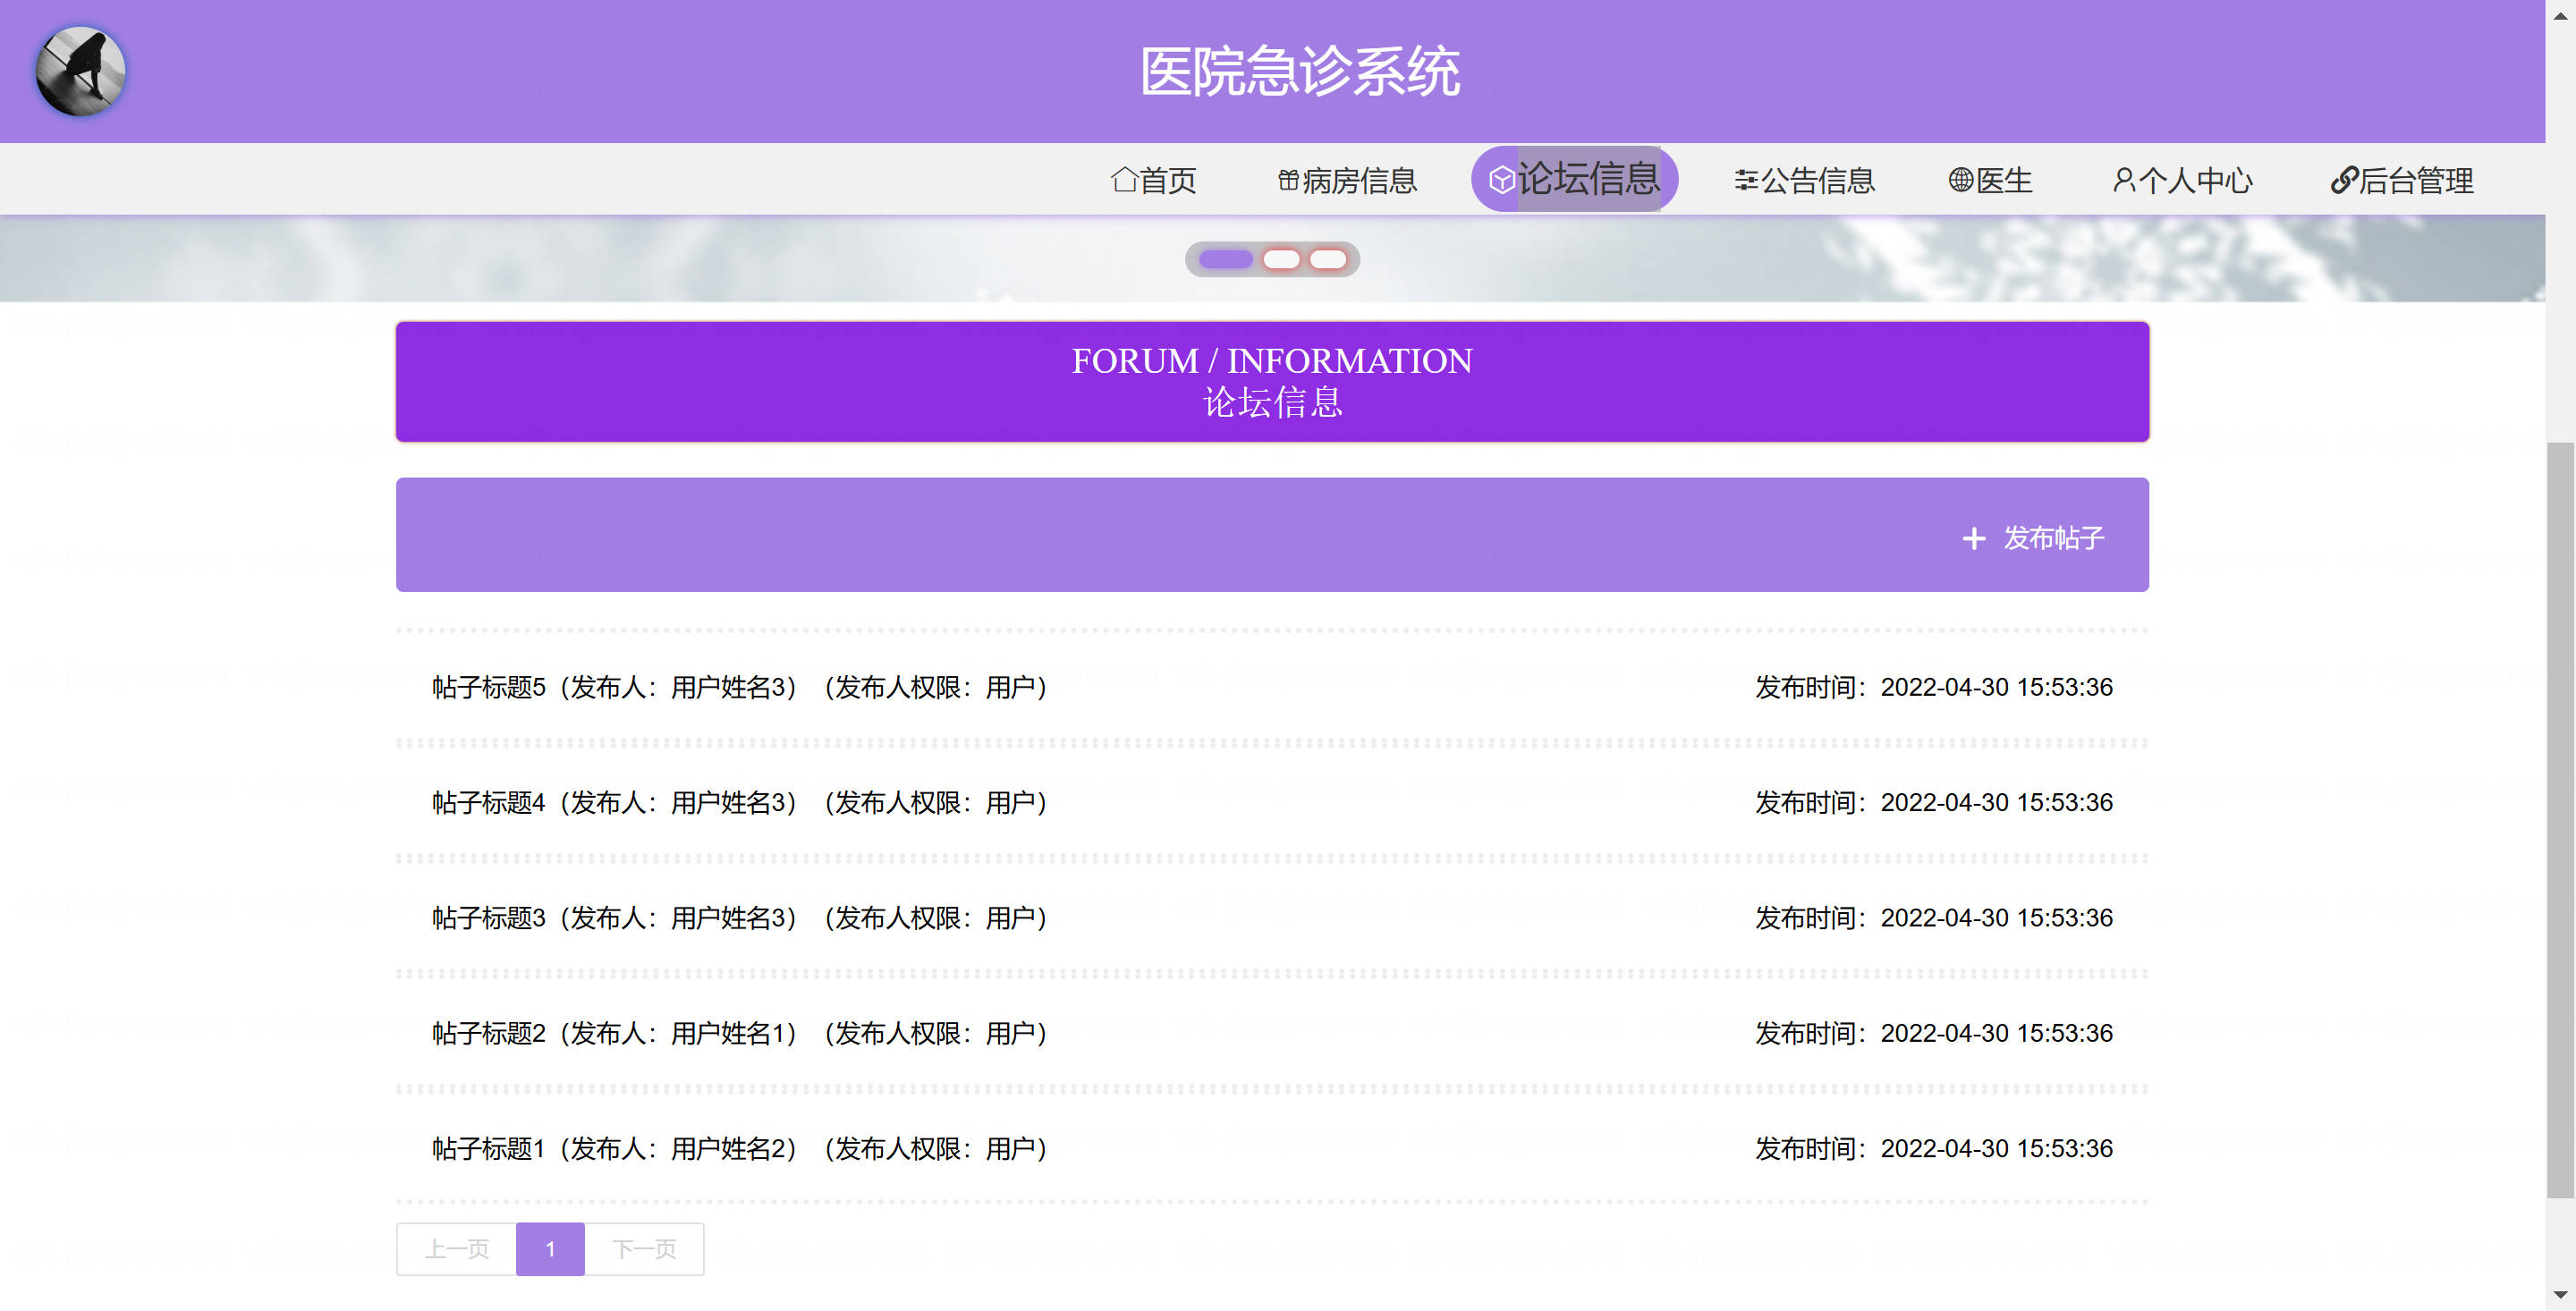 医院急诊系统
首页 病房信息 论坛信息 公告信息 医生 个人中心 后台管理
FORUM / INFORMATION
论坛信息
发布帖子
帖子标题5（发布人：用户姓名3）（发布人权限：用户） 发布时间：2022-04-30 15:53:36
帖子标题4（发布人：用户姓名3）（发布人权限：用户） 发布时间：2022-04-30 15:53:36
帖子标题3（发布人：用户姓名3）（发布人权限：用户） 发布时间：2022-04-30 15:53:36
帖子标题2（发布人：用户姓名1）（发布人权限：用户） 发布时间：2022-04-30 15:53:36
帖子标题1（发布人：用户姓名2）（发布人权限：用户） 发布时间：2022-04-30 15:53:36
上一页 1 下一页